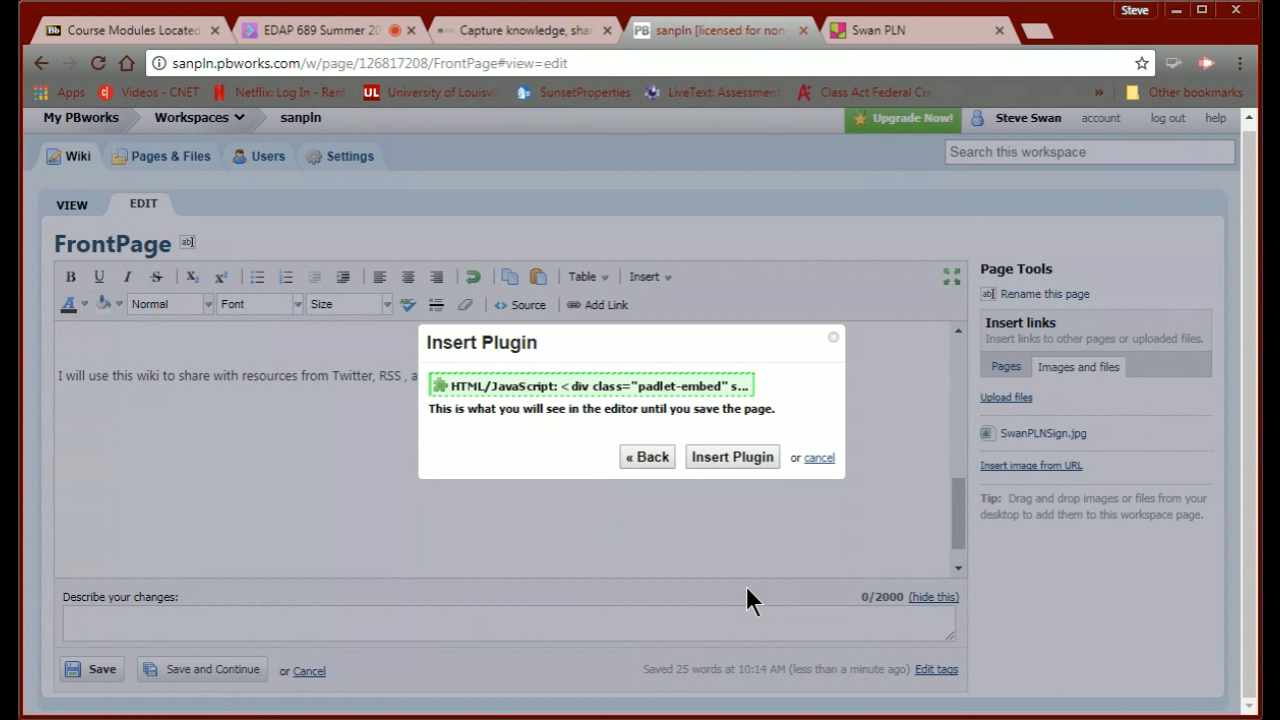 Steve
Bb Course Modules Located
EDAP 689 Summer 20
Capture knowledge, sha
PB sanpln [licensed for non-
Swan PLN
sanpln.pbworks.com/w/page/126817208/FrontPage#view=edit
Apps
Videos - CNET
Netflix: Log In - Rent
UL University of Louisvil
SunsetProperties
LiveText: Assessment
Class Act Federal Cre
»
Other bookmarks
My PBworks
Workspaces
sanpln
Upgrade Now!
Steve Swan
account
log out
help
Wiki
Pages & Files
Users
Settings
Search this workspace
VIEW
EDIT
FrontPage
B U I S X₂ X²
Table
Insert
A
Normal
Font
Size
Source
Add Link
I will use this wiki to share with resources from Twitter, RSS , a
Insert Plugin
HTML/JavaScript: < div class="padlet-embed" s...
This is what you will see in the editor until you save the page.
« Back
Insert Plugin
or cancel
Page Tools
Rename this page
Insert links
Insert links to other pages or uploaded files.
Pages
Images and files
Upload files
SwanPLNSign.jpg
Insert image from URL
Tip: Drag and drop images or files from your
desktop to add them to this workspace page.
Describe your changes:
0/2000 (hide this)
Save
Save and Continue
or Cancel
Saved 25 words at 10:14 AM (less than a minute ago)
Edit tags